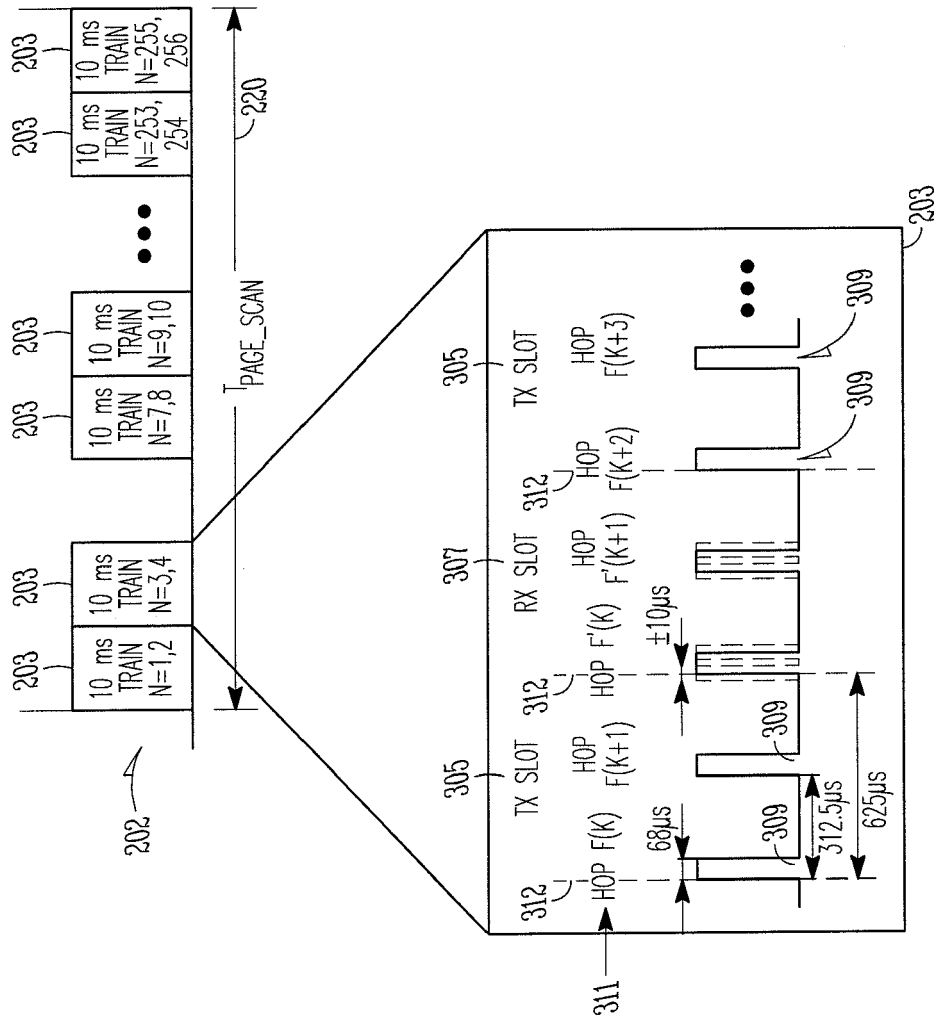 203
203
203
203
203
203
10 ms
TRAIN
N=1,2
10 ms
TRAIN
N=3,4
10 ms
TRAIN
N=7,8
10 ms
TRAIN
N=9,10
10 ms
TRAIN
N=253,
254
10 ms
TRAIN
N=255,
256
202
TPAGE_SCAN
220
305
307
305
TX SLOT
RX SLOT
TX SLOT
312
312
312
311
HOP F(K)
HOP
F(K+1)
HOP F'(K)
HOP
F'(K+1)
HOP
F(K+2)
HOP
F(K+3)
68µs
±10µs
309
309
309
309
312.5µs
625µs
203